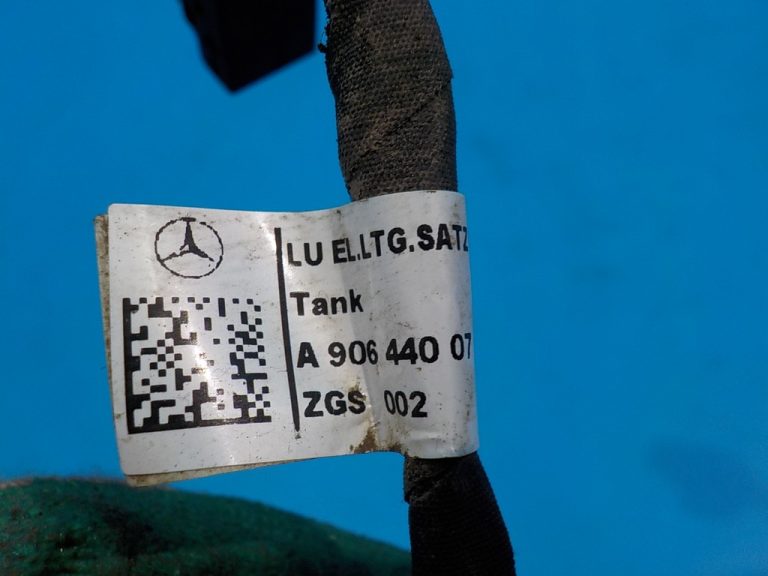 LU EL.LTG.SATZ
Tank
A 906 440 07
ZGS 002